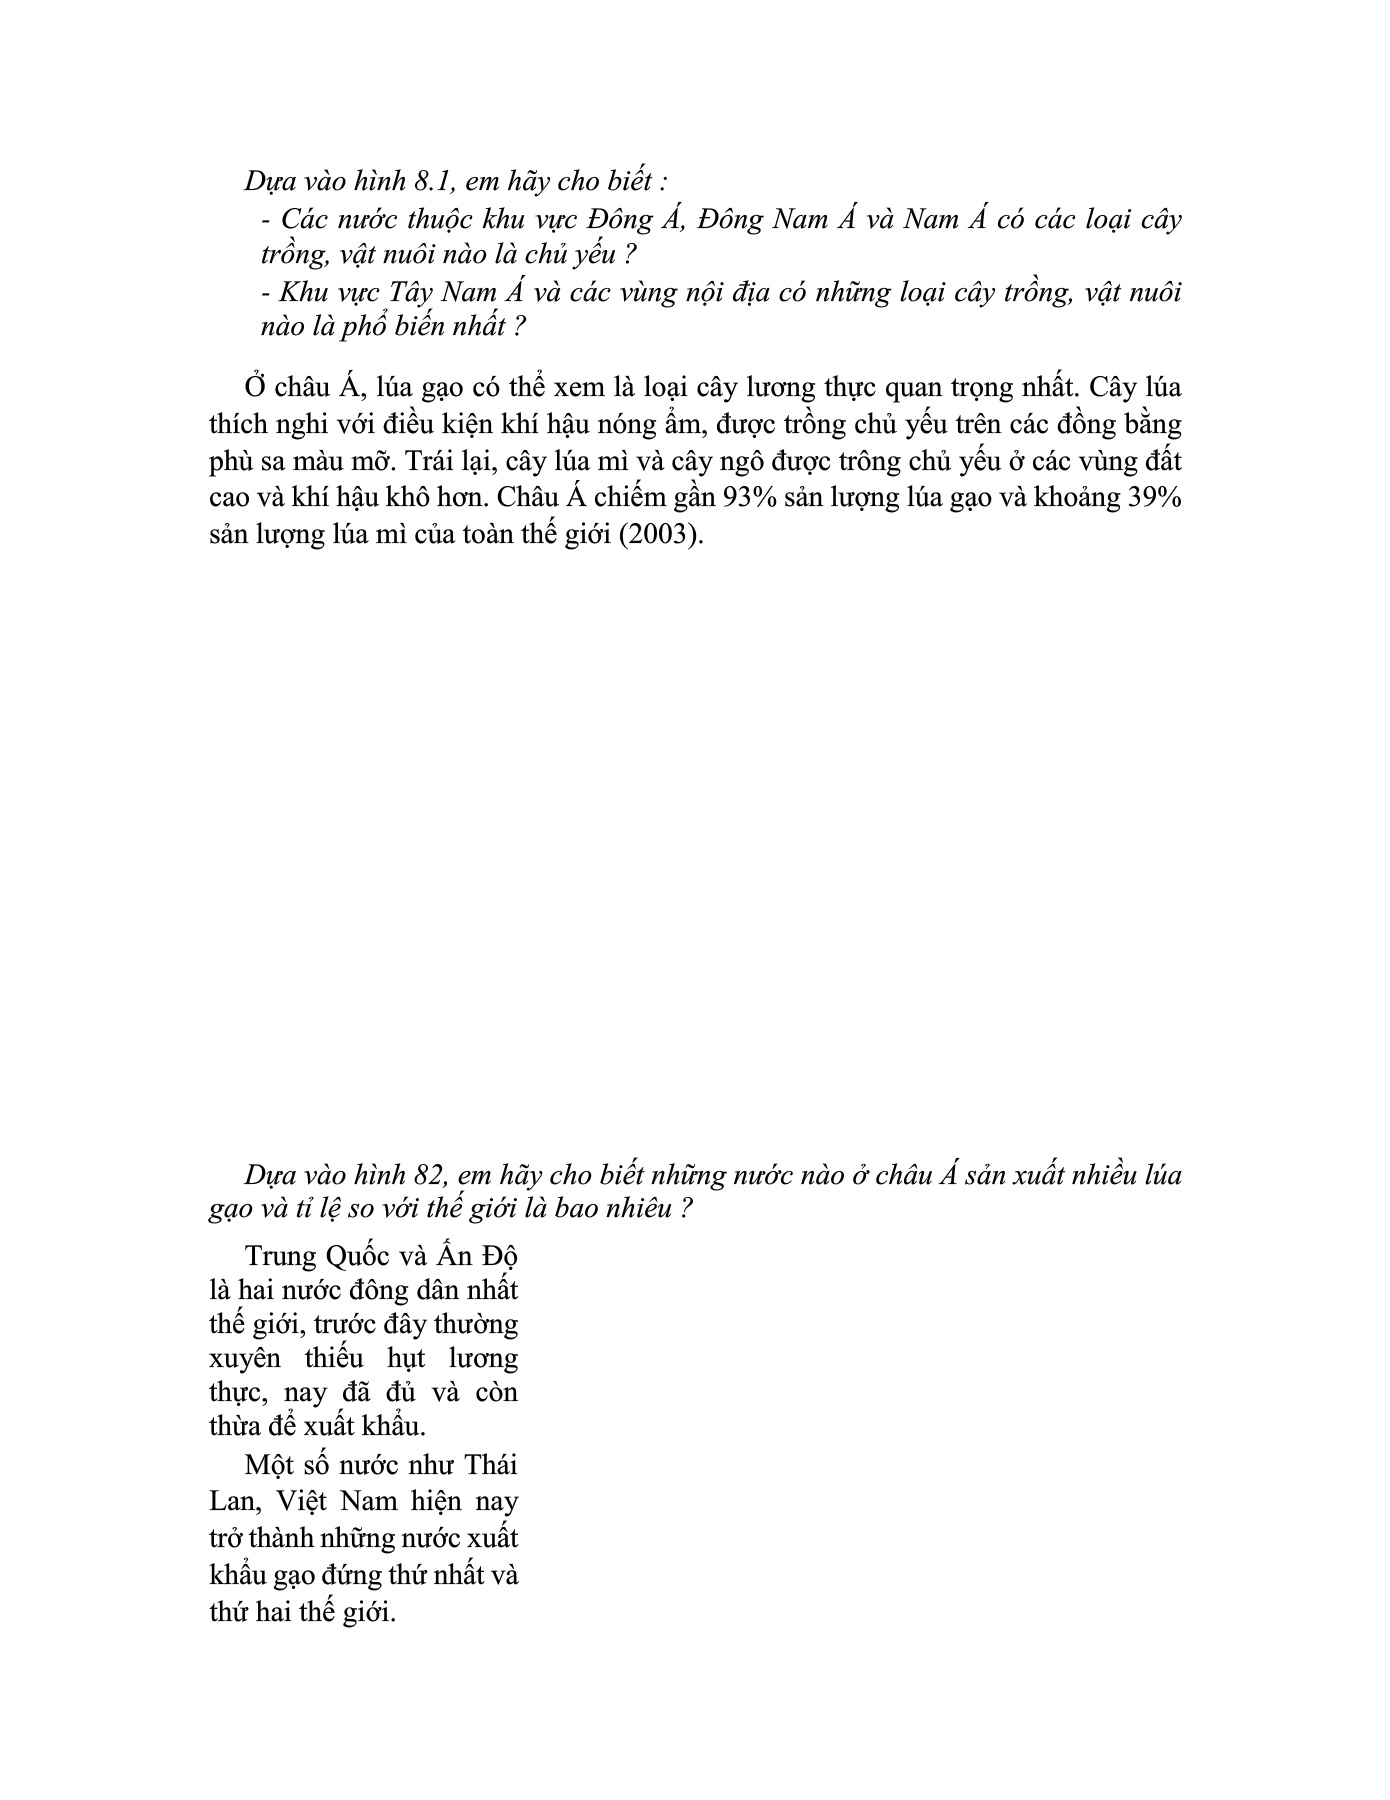 Dựa vào hình 8.1, em hãy cho biết :
- Các nước thuộc khu vực Đông Á, Đông Nam Á và Nam Á có các loại cây
trồng, vật nuôi nào là chủ yếu ?
- Khu vực Tây Nam Á và các vùng nội địa có những loại cây trồng, vật nuôi
nào là phổ biến nhất ?
Ở châu Á, lúa gạo có thể xem là loại cây lương thực quan trọng nhất. Cây lúa
thích nghi với điều kiện khí hậu nóng ẩm, được trồng chủ yếu trên các đồng bằng
phù sa màu mỡ. Trái lại, cây lúa mì và cây ngô được trông chủ yếu ở các vùng đất
cao và khí hậu khô hơn. Châu Á chiếm gần 93% sản lượng lúa gạo và khoảng 39%
sản lượng lúa mì của toàn thế giới (2003).
Dựa vào hình 82, em hãy cho biết những nước nào ở châu Á sản xuất nhiều lúa
gạo và tỉ lệ so với thế giới là bao nhiêu ?
Trung Quốc và Ấn Độ
là hai nước đông dân nhất
thế giới, trước đây thường
xuyên thiếu hụt lương
thực, nay đã đủ và còn
thừa để xuất khẩu.
Một số nước như Thái
Lan, Việt Nam hiện nay
trở thành những nước xuất
khẩu gạo đứng thứ nhất và
thứ hai thế giới.